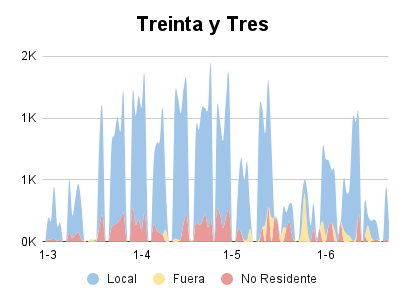 Treinta y Tres
2K
1K
1K
0K
1-3 1-4 1-5 1-6
Local Fuera No Residente